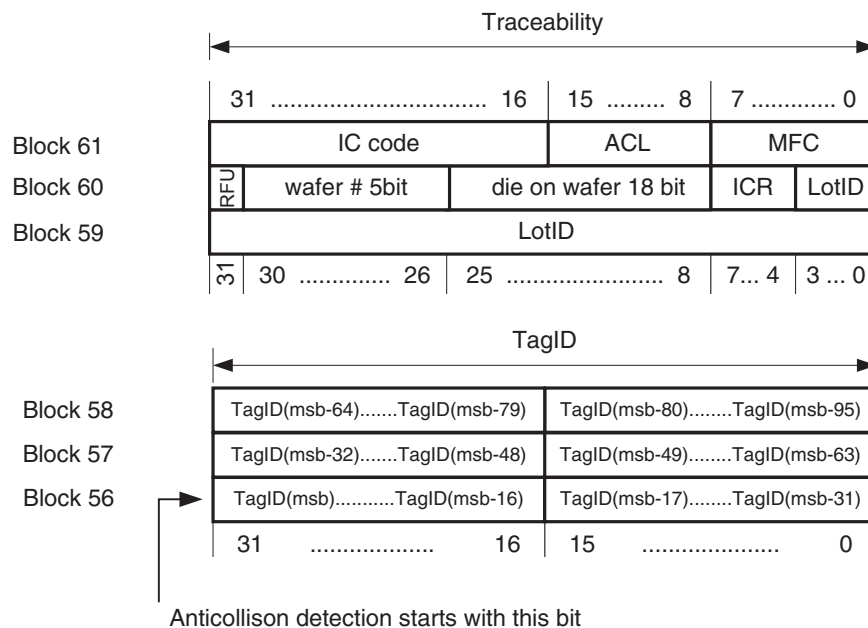 Traceability
31 ................................ 16 15 ......... 8 7 ............. 0
Block 61 IC code ACL MFC
Block 60 RFU wafer # 5bit die on wafer 18 bit ICR LotID
Block 59 LotID
31 30 .............. 26 25 ........................ 8 7... 4 3 ... 0
TagID
Block 58 TagID(msb-64).......TagID(msb-79) TagID(msb-80)........TagID(msb-95)
Block 57 TagID(msb-32).......TagID(msb-48) TagID(msb-49).......TagID(msb-63)
Block 56 TagID(msb)...........TagID(msb-16) TagID(msb-17).......TagID(msb-31)
31 ................... 16 15 ..................... 0
Anticollison detection starts with this bit